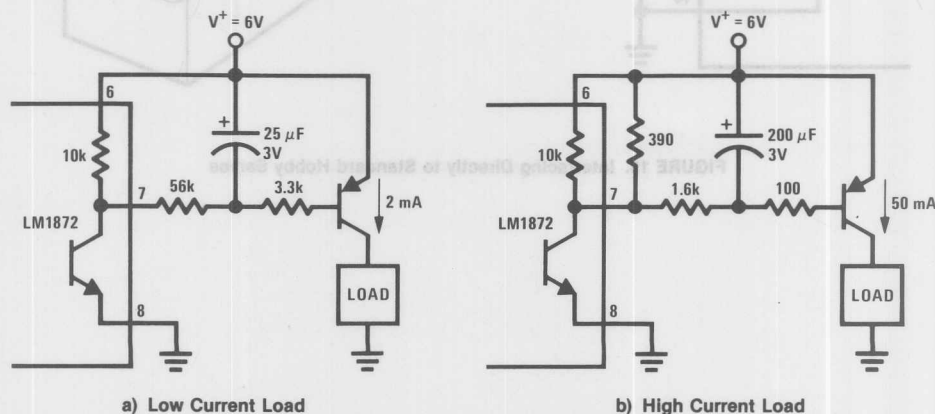 V+ = 6V
6
10k
+
25 μF
3V
7
56k
3.3k
2 mA
LM1872
LOAD
8
a) Low Current Load
V+ = 6V
6
10k
390
+
200 μF
3V
7
1.6k
100
50 mA
LM1872
LOAD
8
b) High Current Load